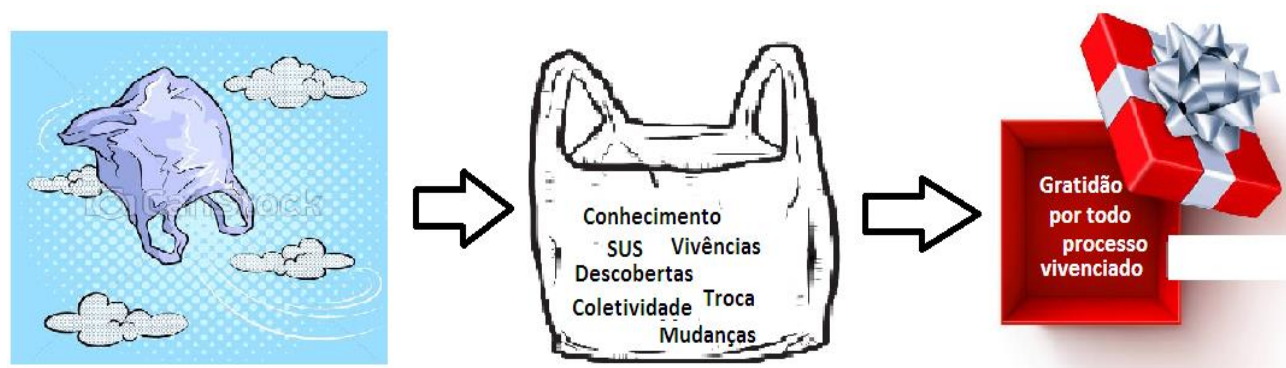 Conhecimento
SUS Vivências
Descobertas
Coletividade Troca
Mudanças
Gratidão
por todo
processo
vivenciado